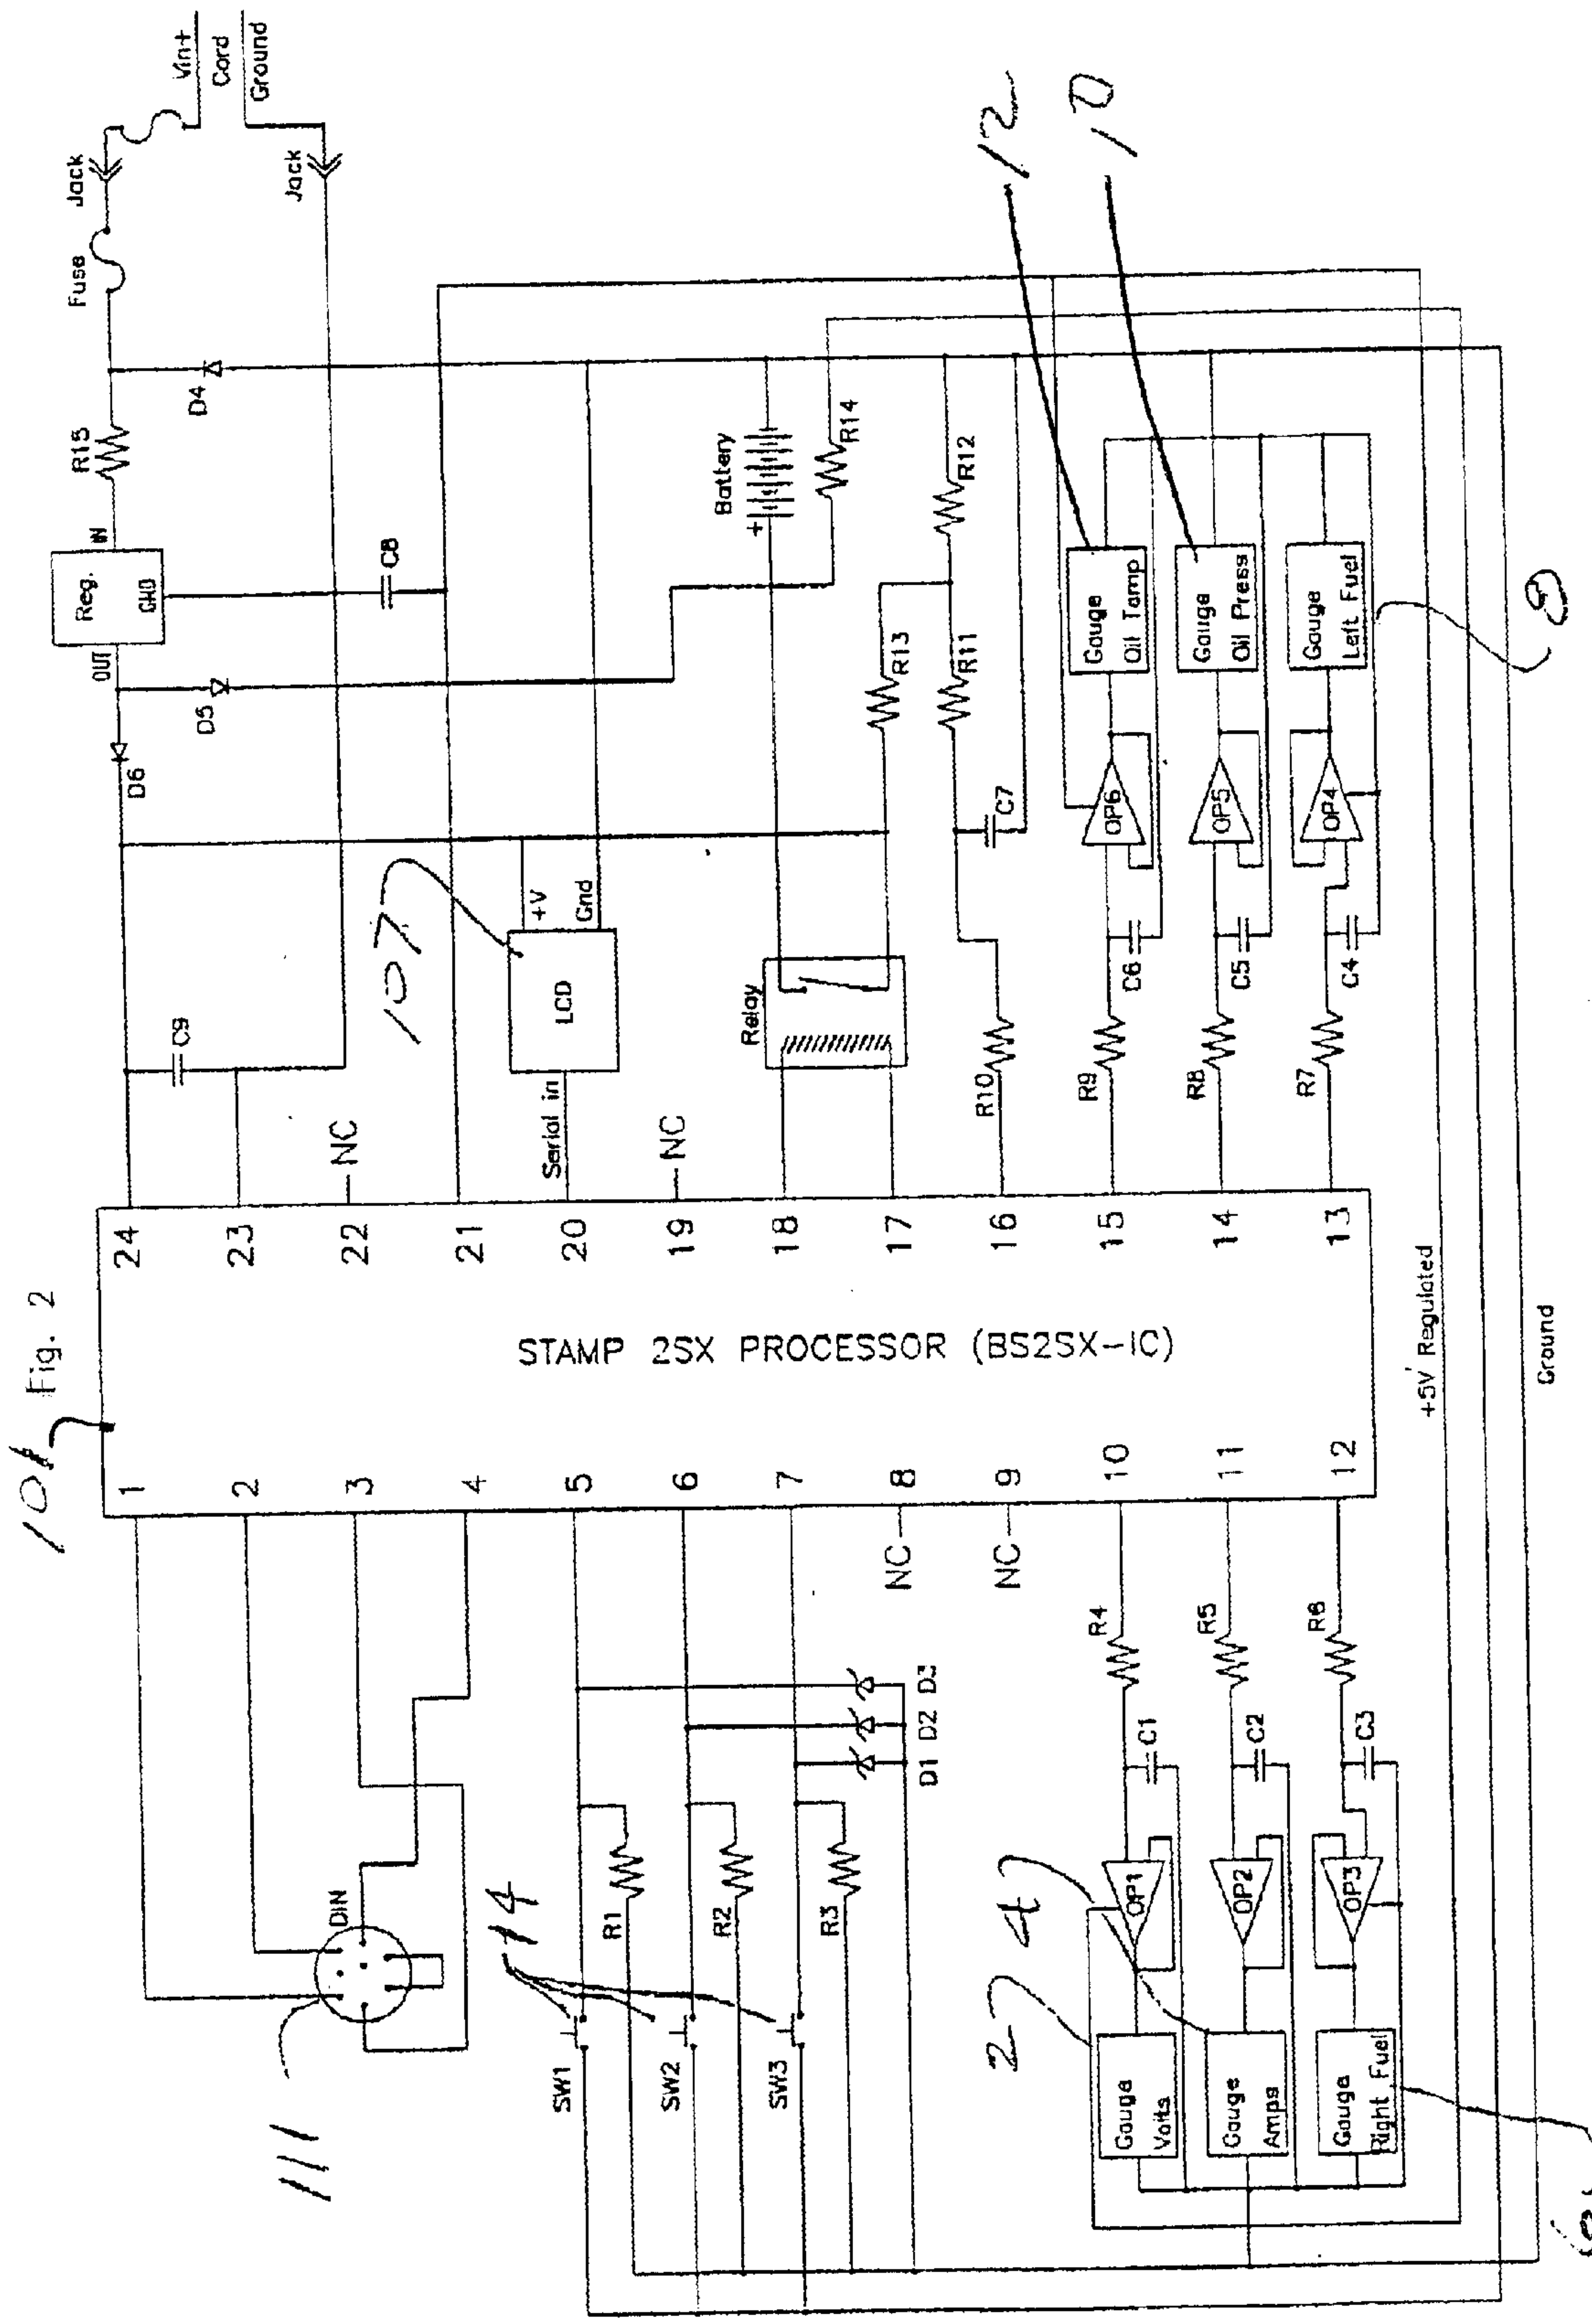 Fig. 2
101
STAMP 2SX PROCESSOR (BS2SX-IC)
1
2
3
4
5
6
7
8
9
10
11
12
24
23
22
21
20
19
18
17
16
15
14
13
111
DIN
14
SW1
SW2
SW3
R1
R2
R3
D1 D2 D3
NC
NC
2
4
Gauge
Volts
OP1
C1
R4
Gauge
Amps
OP2
C2
R5
Gauge
Right Fuel
OP3
C3
R6
C9
D6
D5
OUT
Reg.
IN
GND
R15
D4
Fuse
Jack
Vin+
Cord
Ground
Jack
C8
NC
107
Serial in
LCD
+V
Gnd
NC
Relay
Battery
+
R14
R13
R12
R11
R10
C7
12
10
R9
C6
OP6
Gauge
Oil Temp
R8
C5
OP5
Gauge
Oil Press
R7
C4
OP4
Gauge
Left Fuel
8
+5V Regulated
Ground